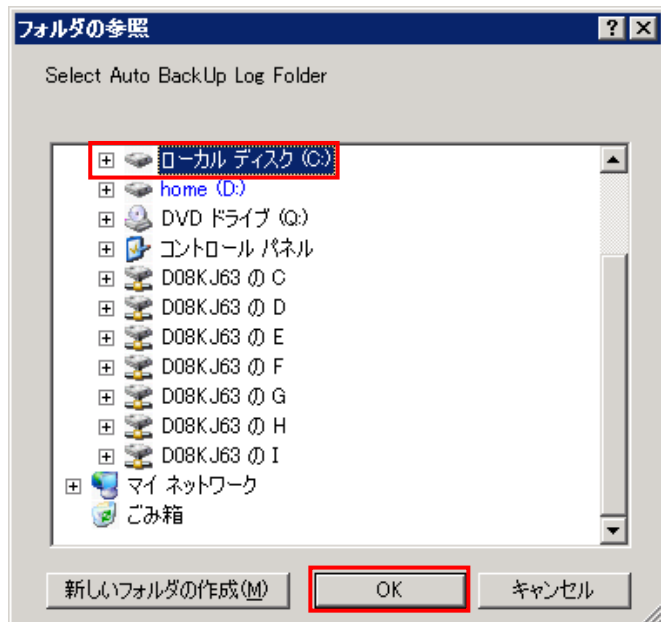 フォルダの参照
Select Auto BackUp Log Folder
ローカル ディスク (C:)
home (D:)
DVD ドライブ (Q:)
コントロール パネル
D08KJ63 の C
D08KJ63 の D
D08KJ63 の E
D08KJ63 の F
D08KJ63 の G
D08KJ63 の H
D08KJ63 の I
マイ ネットワーク
ごみ箱
新しいフォルダの作成(M) OK キャンセル